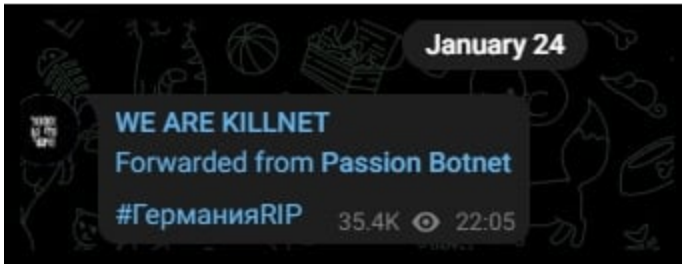 January 24
WE ARE KILLNET
Forwarded from Passion Botnet
#ГерманияRIP
35.4K 22:05